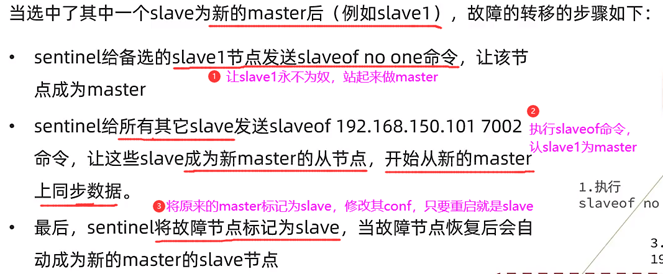 当选中了其中一个slave为新的master后（例如slave1），故障的转移的步骤如下：
• sentinel给备选的slave1节点发送slaveof no one命令，让该节
点成为master
1 让slave1永不为奴，站起来做master
• sentinel给所有其它slave发送slaveof 192.168.150.101 7002
命令，让这些slave成为新master的从节点，开始从新的master
上同步数据。
2
执行slaveof命令，
认slave1为master
3 将原来的master标记为slave，修改其conf，只要重启就是slave
• 最后，sentinel将故障节点标记为slave，当故障节点恢复后会自
动成为新的master的slave节点
1.执行
slaveof no
3.
19